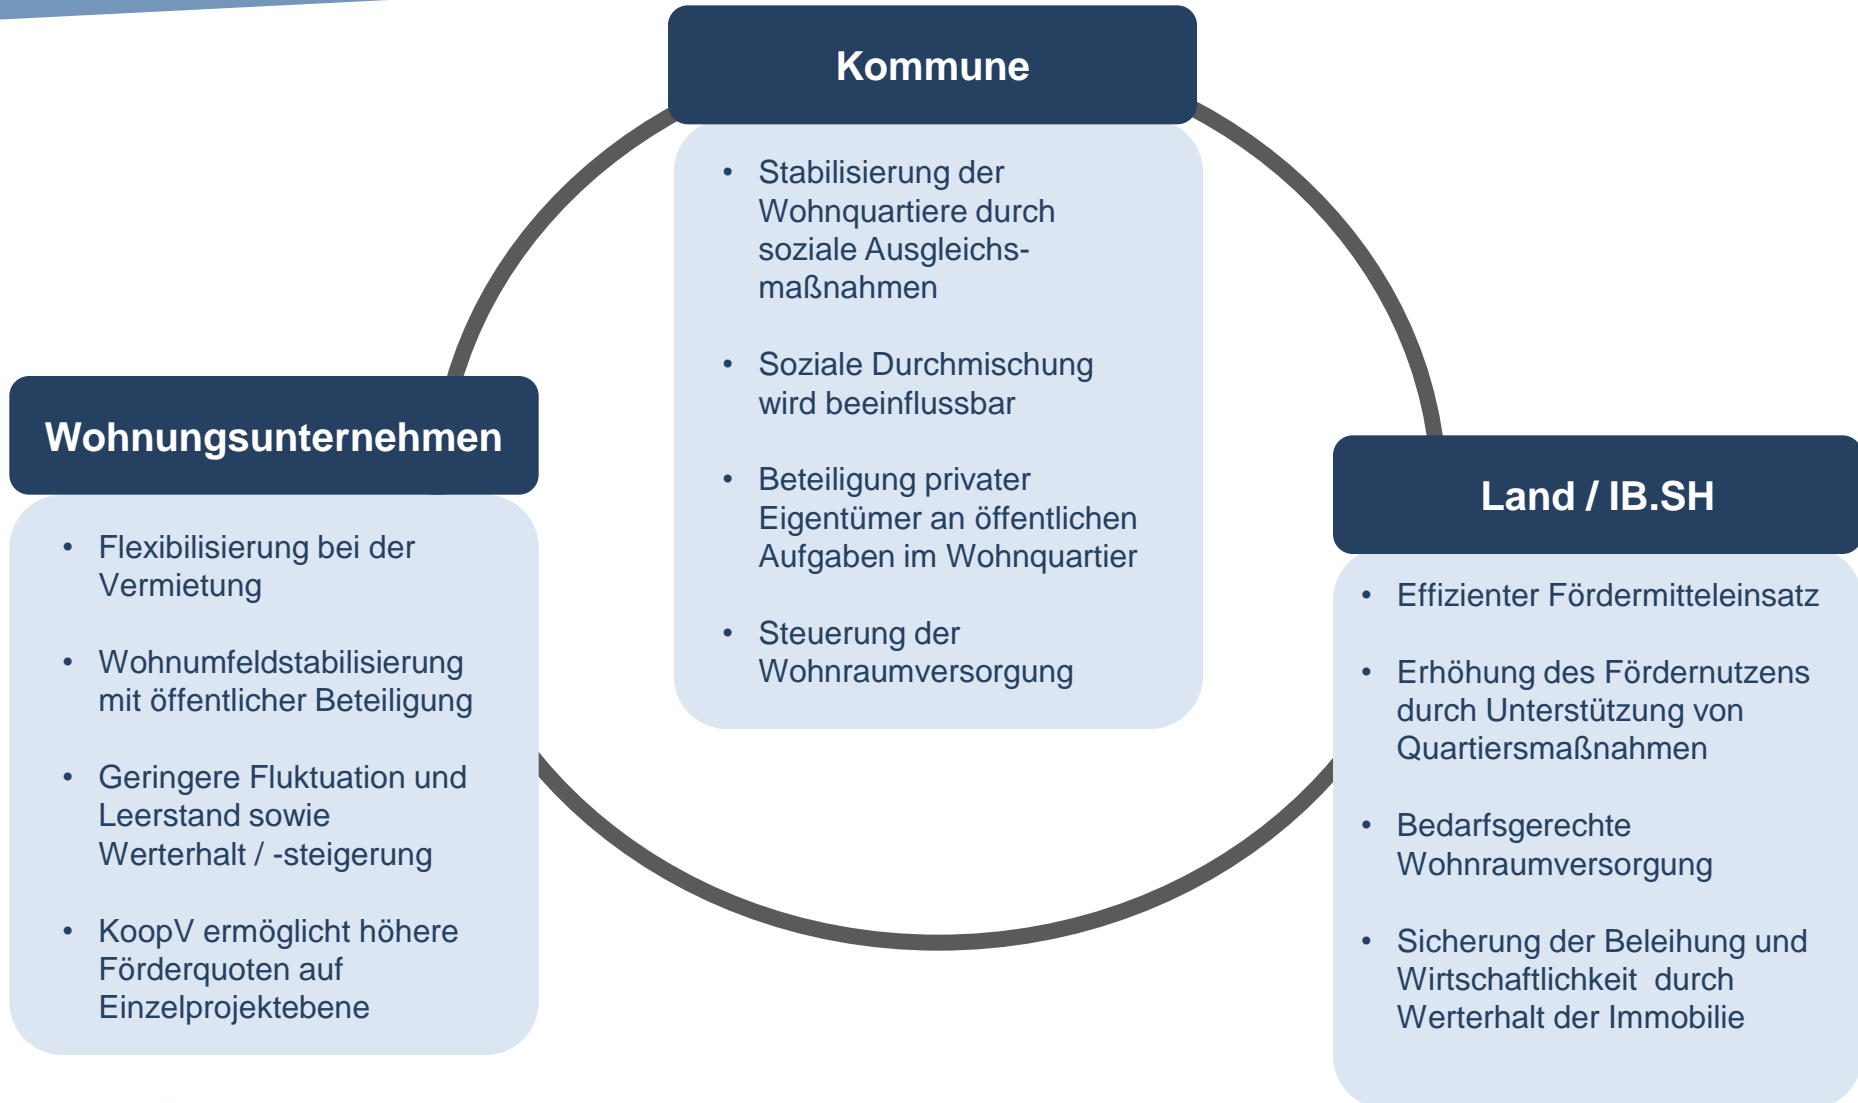 Kommune
• Stabilisierung der
Wohnquartiere durch
soziale Ausgleichs-
maßnahmen
• Soziale Durchmischung
wird beeinflussbar
• Beteiligung privater
Eigentümer an öffentlichen
Aufgaben im Wohnquartier
• Steuerung der
Wohnraumversorgung
Wohnungsunternehmen
• Flexibilisierung bei der
Vermietung
• Wohnumfeldstabilisierung
mit öffentlicher Beteiligung
• Geringere Fluktuation und
Leerstand sowie
Werterhalt / -steigerung
• KoopV ermöglicht höhere
Förderquoten auf
Einzelprojektebene
Land / IB.SH
• Effizienter Fördermitteleinsatz
• Erhöhung des Fördernutzens
durch Unterstützung von
Quartiersmaßnahmen
• Bedarfsgerechte
Wohnraumversorgung
• Sicherung der Beleihung und
Wirtschaftlichkeit durch
Werterhalt der Immobilie